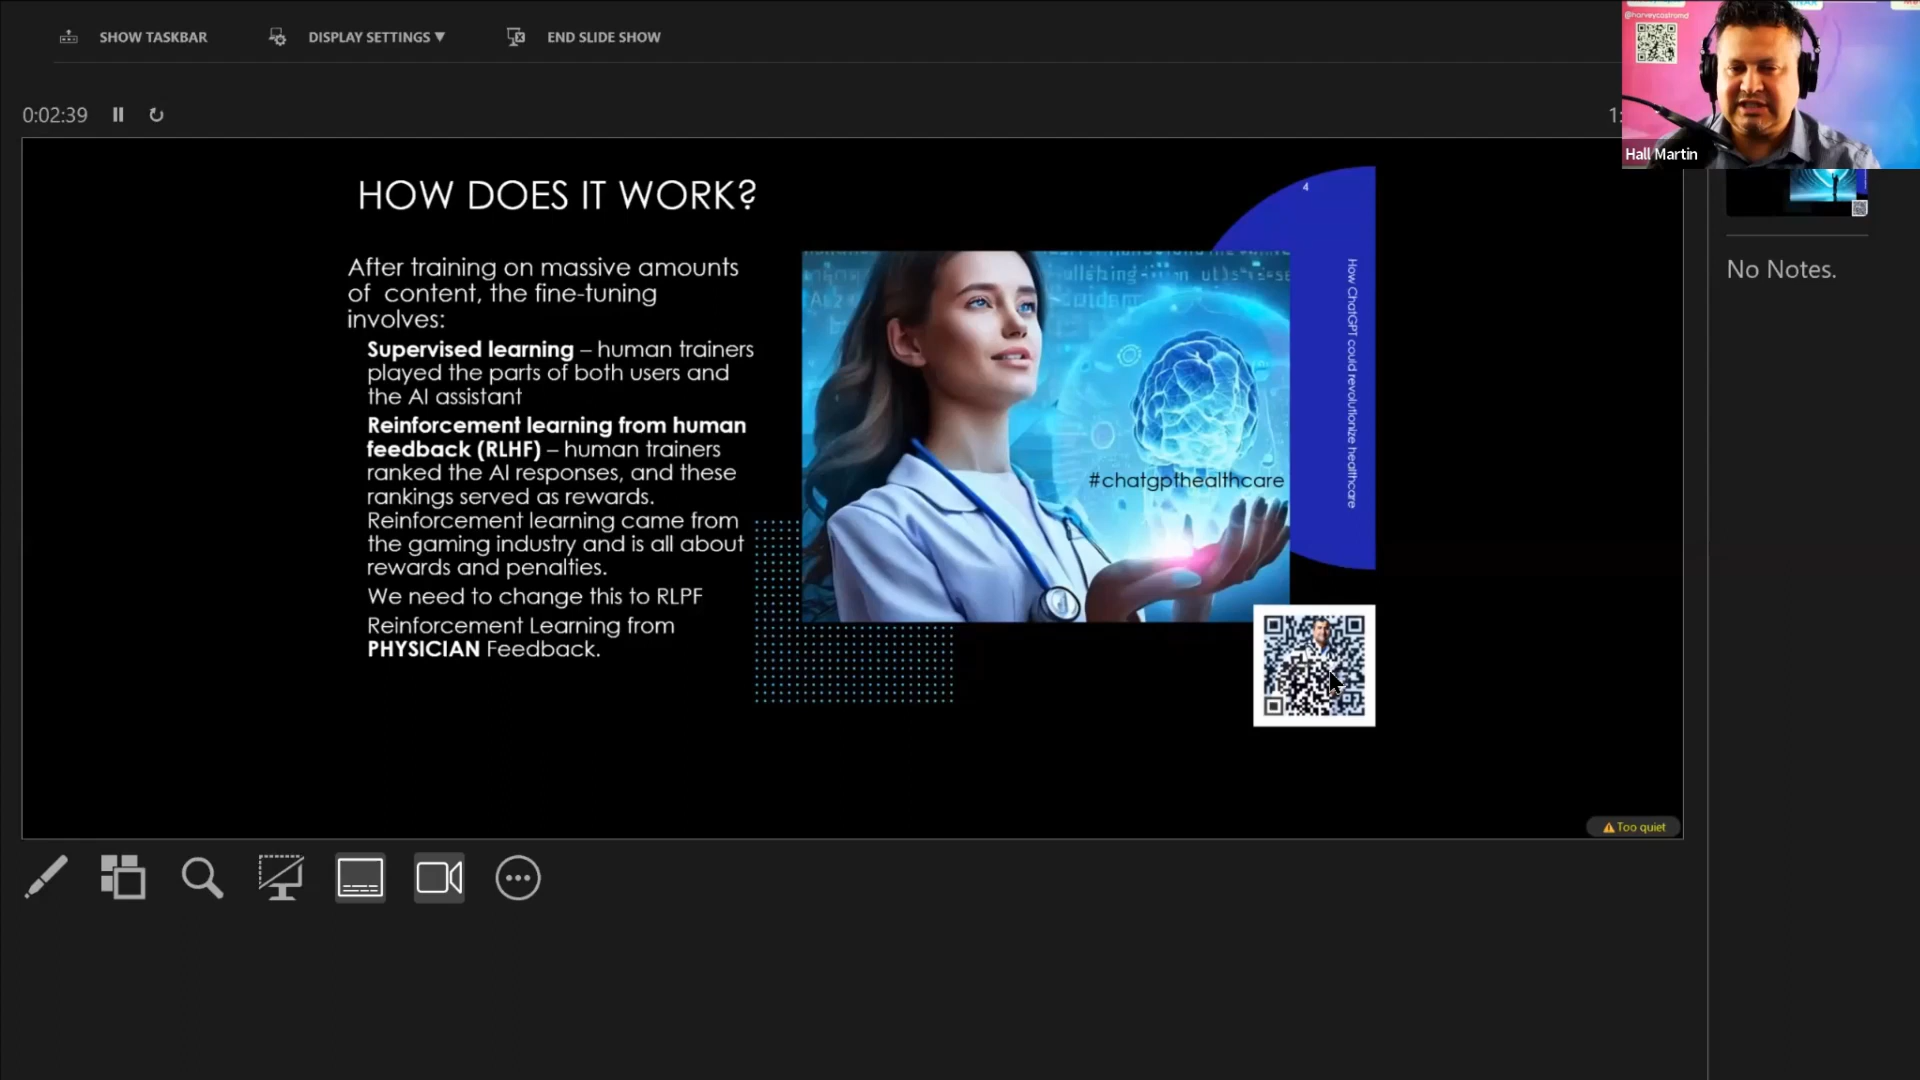 SHOW TASKBAR
DISPLAY SETTINGS ▼
END SLIDE SHOW
@harveycastromd
Hall Martin
0:02:39
1:
No Notes.
HOW DOES IT WORK?
4
After training on massive amounts
of content, the fine-tuning
involves:
Supervised learning – human trainers
played the parts of both users and
the AI assistant
Reinforcement learning from human
feedback (RLHF) – human trainers
ranked the AI responses, and these
rankings served as rewards.
Reinforcement learning came from
the gaming industry and is all about
rewards and penalties.
We need to change this to RLPF
Reinforcement Learning from
PHYSICIAN Feedback.
#chatgpthealthcare
How ChatGPT could revolutionize healthcare
Too quiet